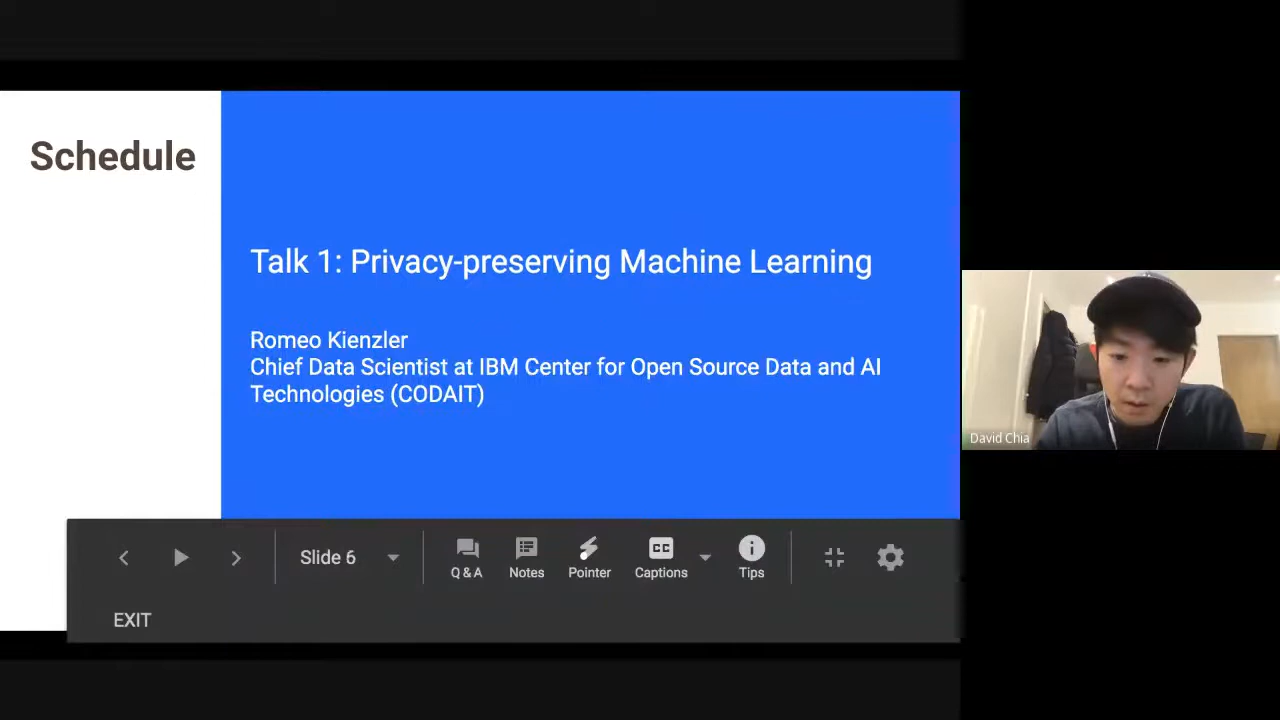 Schedule
Talk 1: Privacy-preserving Machine Learning
Romeo Kienzler
Chief Data Scientist at IBM Center for Open Source Data and AI
Technologies (CODAIT)
David Chia
Slide 6
Q & A
Notes
Pointer
CC
Captions
Tips
EXIT